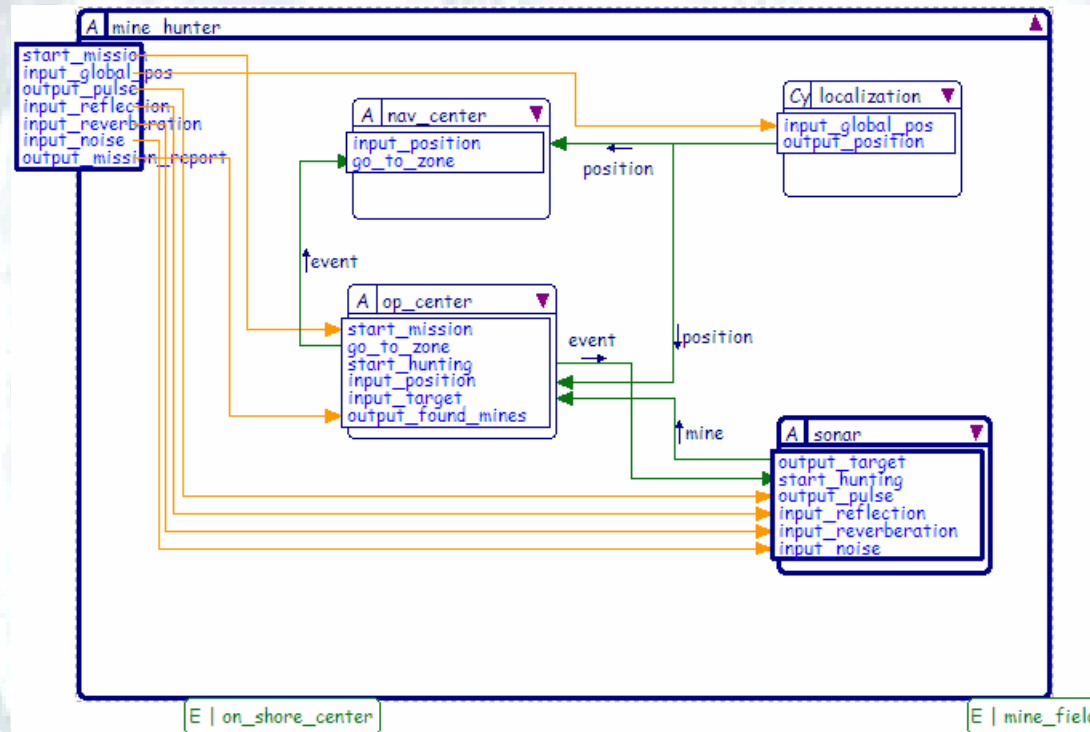 A mine_hunter
start_mission
input_global_pos
output_pulse
input_reflection
input_reverberation
input_noise
output_mission_report
A nav_center
input_position
go_to_zone
Cy localization
input_global_pos
output_position
position
event
A op_center
start_mission
go_to_zone
start_hunting
input_position
input_target
output_found_mines
event
position
mine
A sonar
output_target
start_hunting
output_pulse
input_reflection
input_reverberation
input_noise
E | on_shore_center
E | mine_field